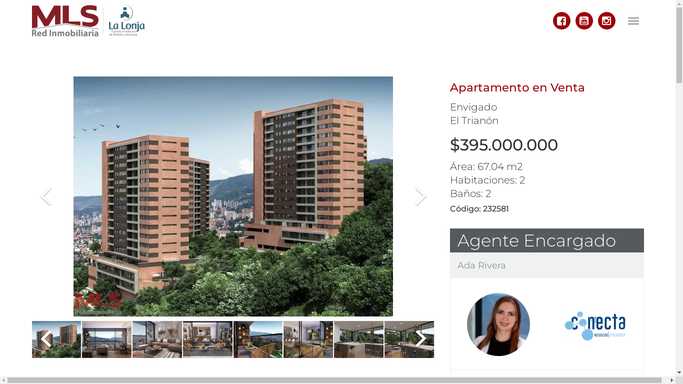 MLS
Red Inmobiliaria
La Lonja
Apartamento en Venta
Envigado
El Trianón
$395.000.000
Área: 67.04 m2
Habitaciones: 2
Baños: 2
Código: 232581
Agente Encargado
Ada Rivera
MLS
conecta